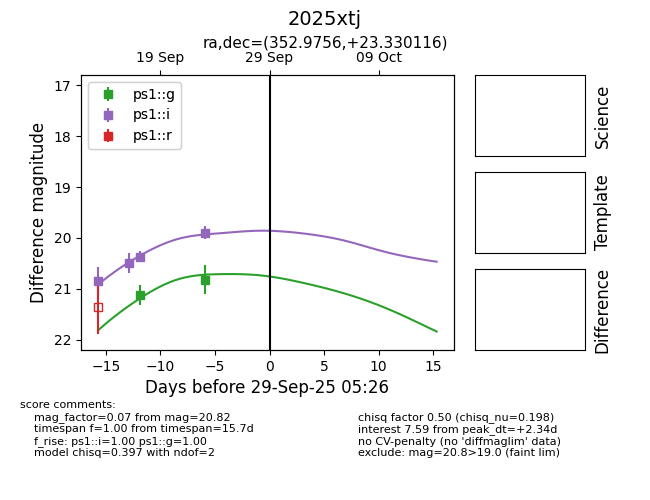 2025xtj
ra,dec=(352.9756,+23.330116)
19 Sep
29 Sep
09 Oct
17
18
19
20
21
22
Difference magnitude
ps1::g
ps1::i
ps1::r
−15
−10
−5
0
5
10
15
Days before 29-Sep-25 05:26
Science
Template
Difference
score comments:
mag_factor=0.07 from mag=20.82
timespan f=1.00 from timespan=15.7d
f_rise: ps1::i=1.00 ps1::g=1.00
model chisq=0.397 with ndof=2
chisq factor 0.50 (chisq_nu=0.198)
interest 7.59 from peak_dt=+2.34d
no CV-penalty (no 'diffmaglim' data)
exclude: mag=20.8>19.0 (faint lim)